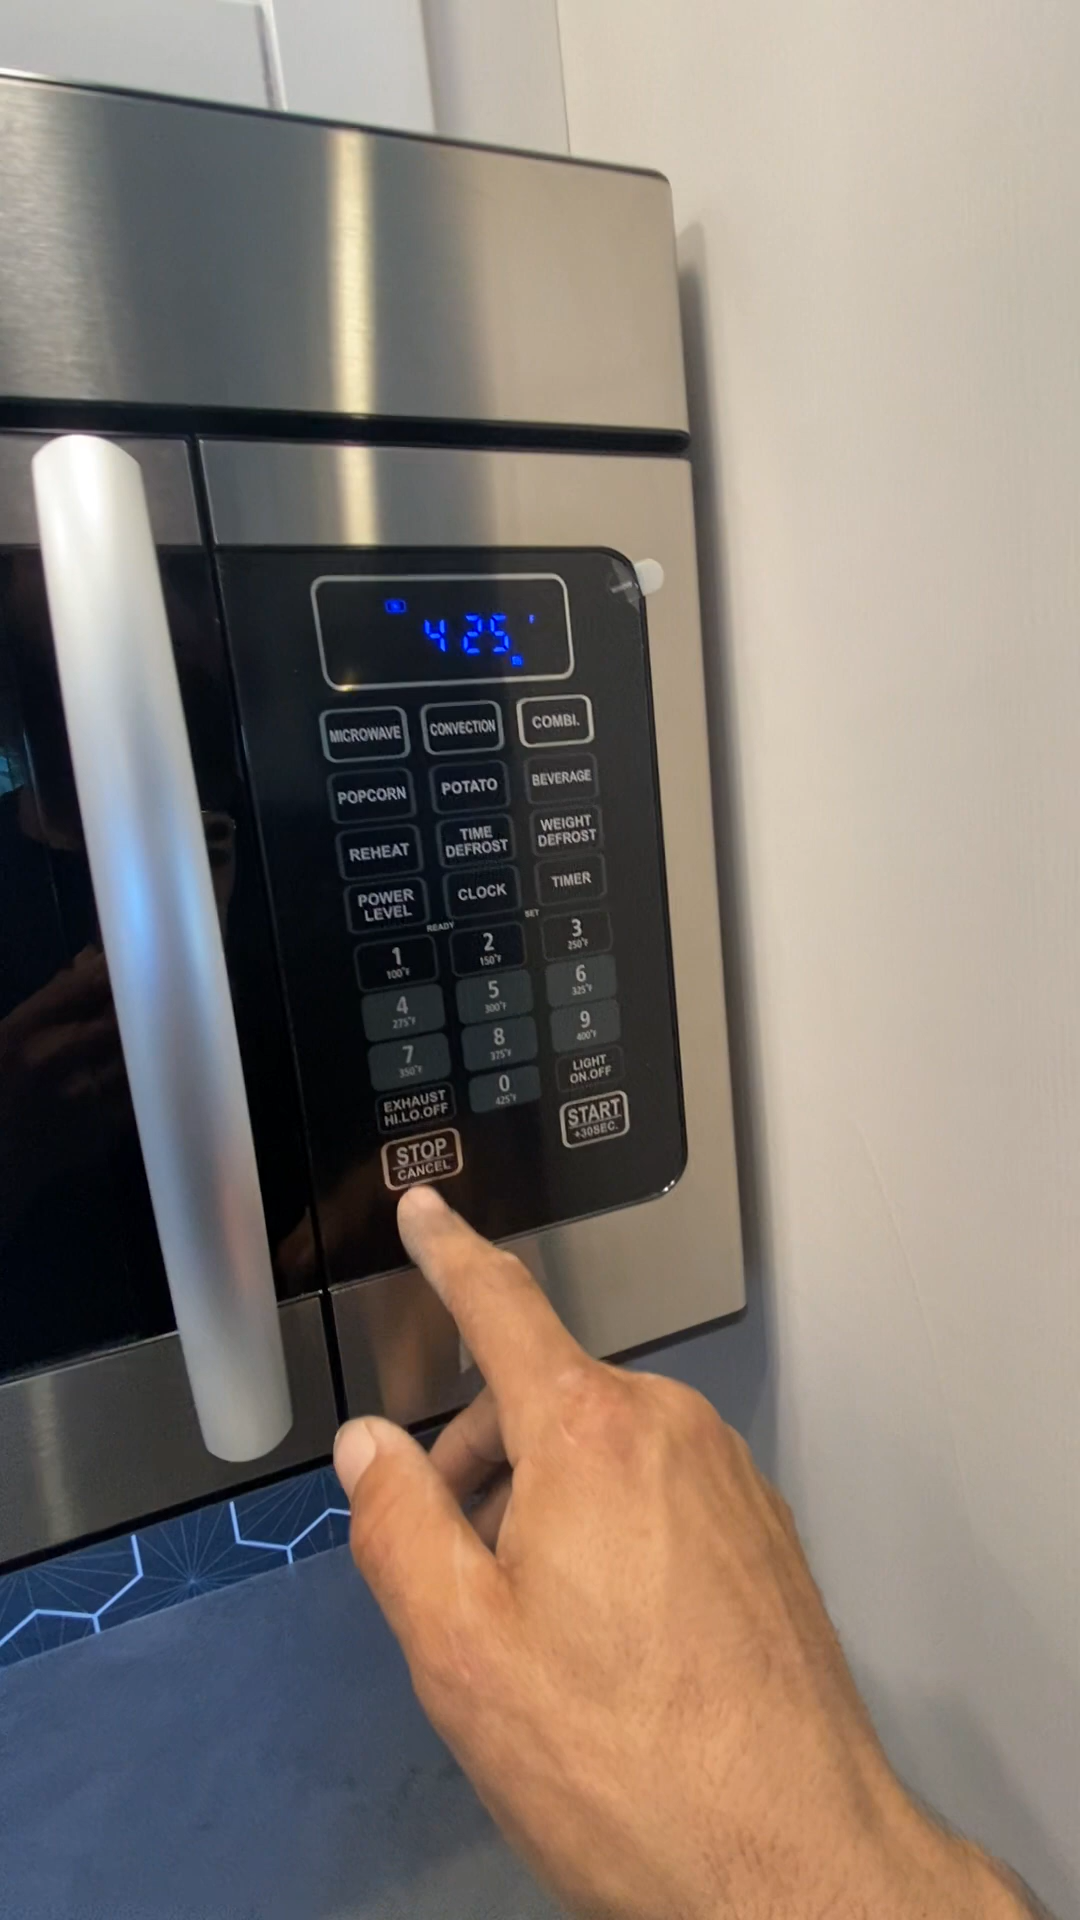 425°F
MICROWAVE CONVECTION COMBI.
POPCORN POTATO BEVERAGE
REHEAT TIME DEFROST WEIGHT DEFROST
POWER LEVEL CLOCK TIMER
READY SET
1 2 3
100°F 150°F 250°F
4 5 6
275°F 300°F 325°F
7 8 9
350°F 375°F 400°F
EXHAUST HI.LO.OFF 0 425°F LIGHT ON.OFF
STOP CANCEL START +30SEC.